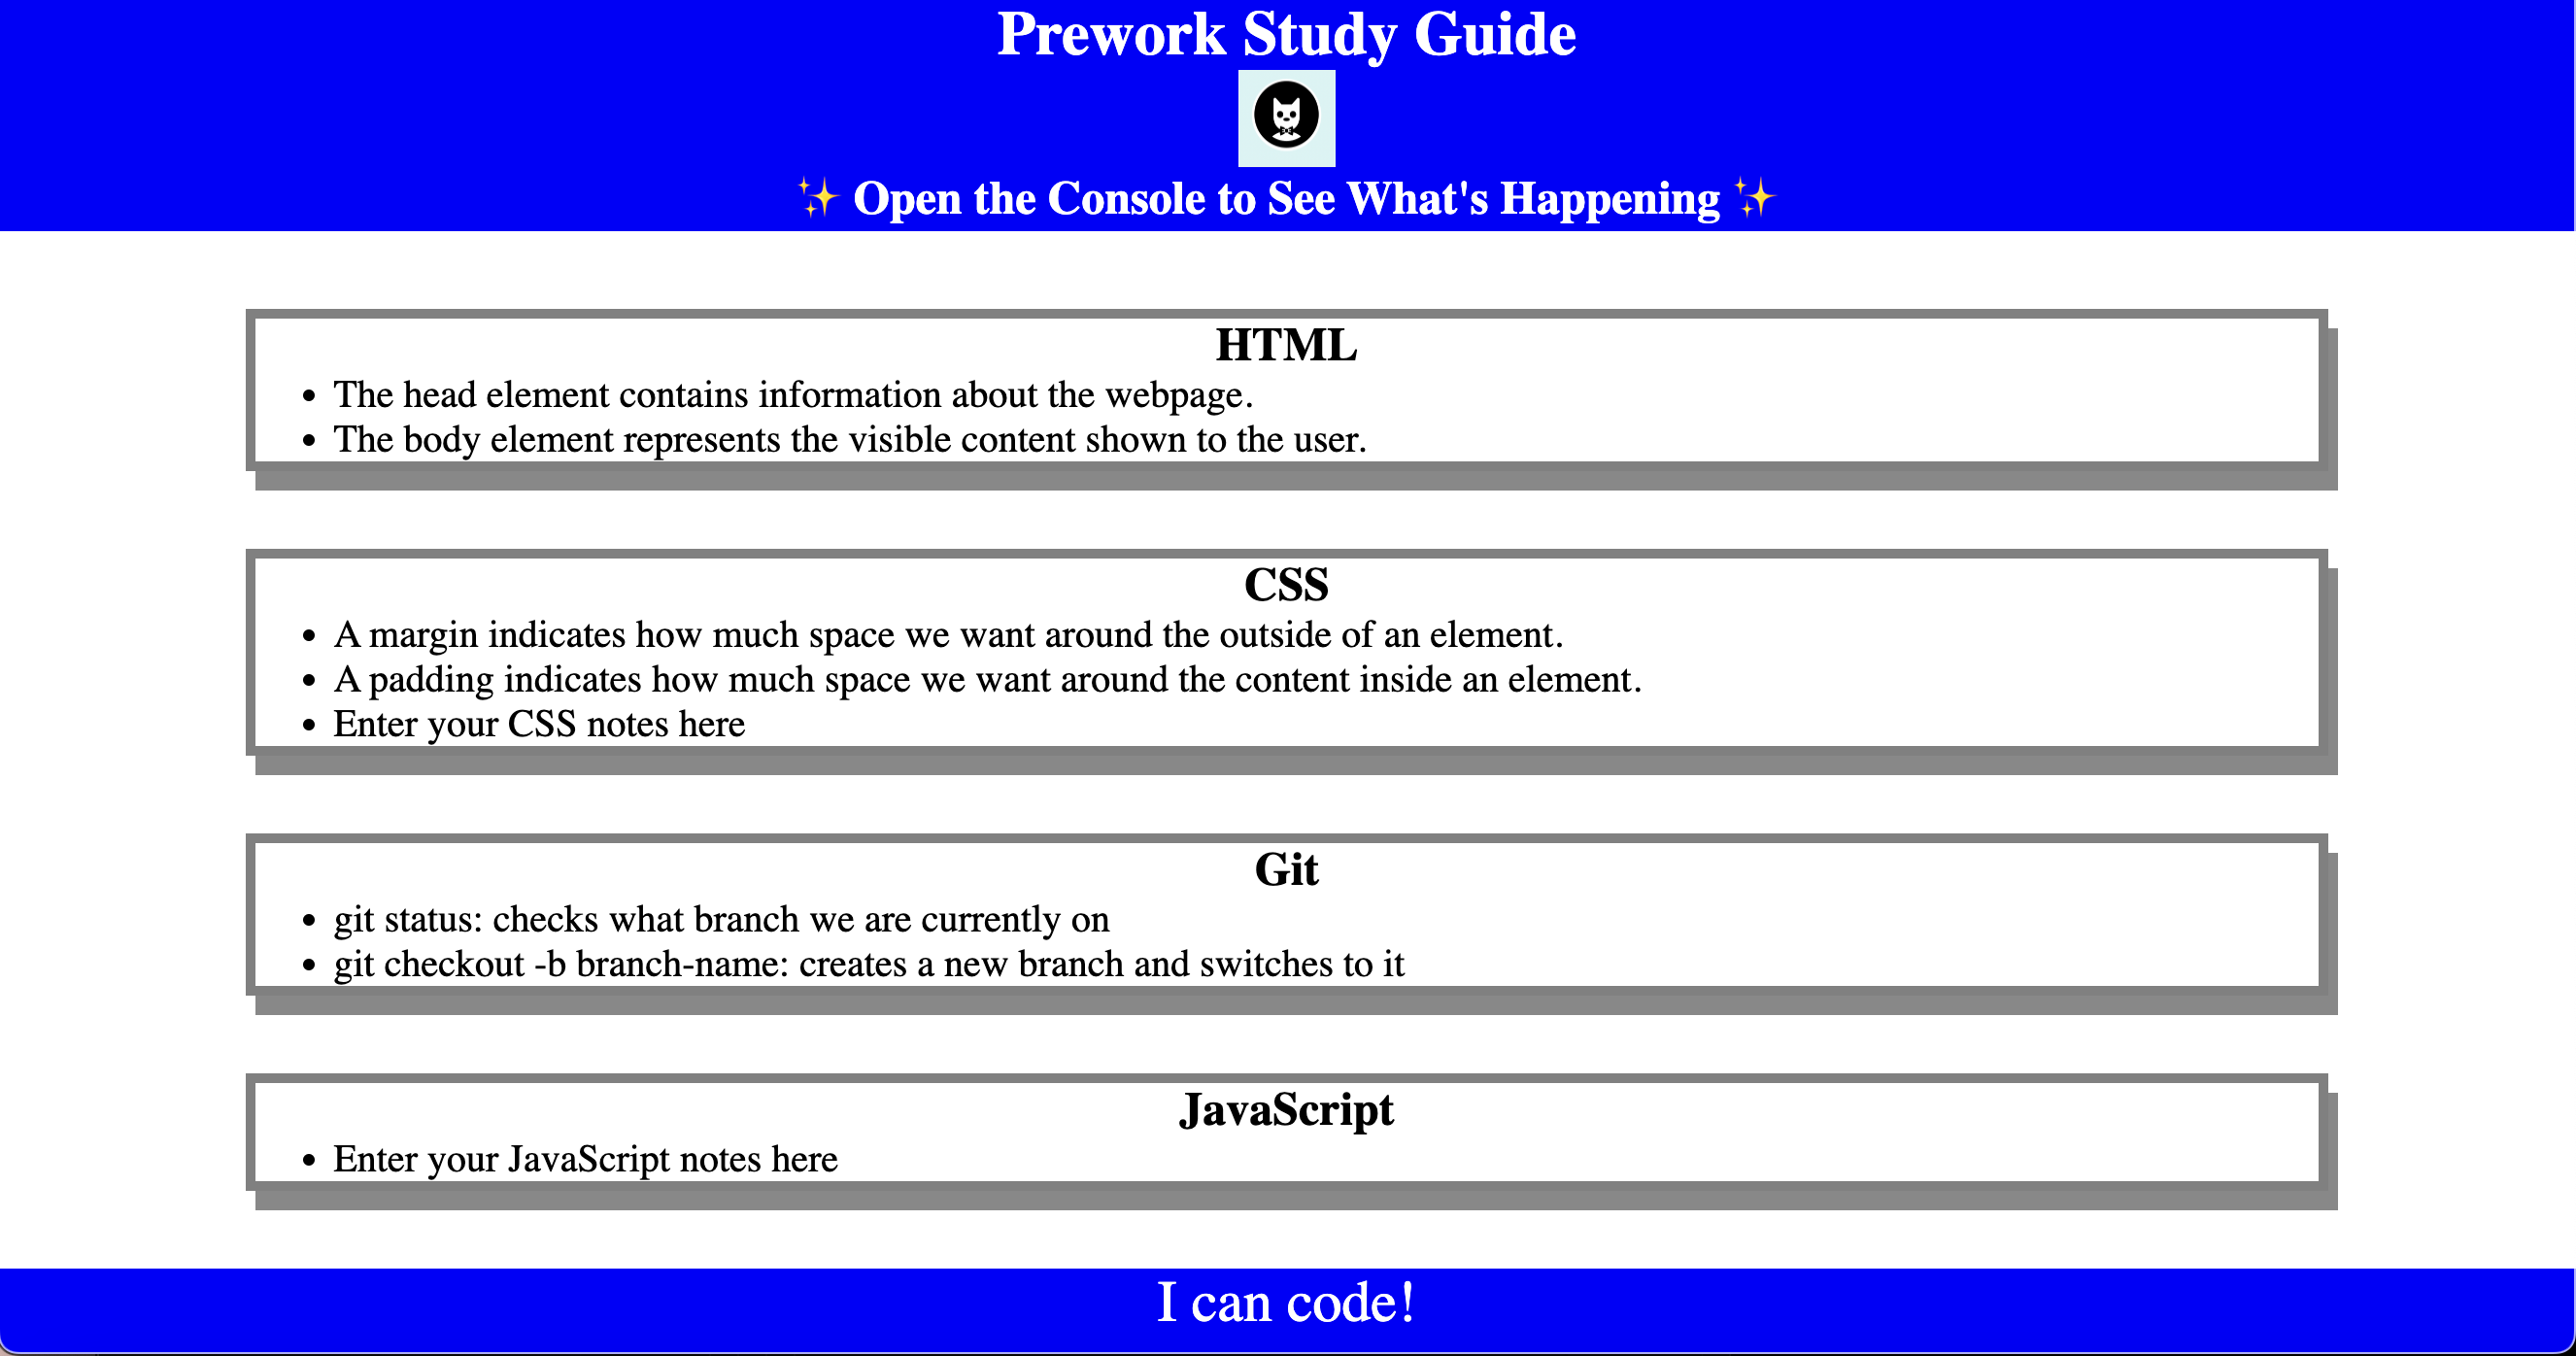 Prework Study Guide
✨ Open the Console to See What's Happening ✨
HTML
• The head element contains information about the webpage.
• The body element represents the visible content shown to the user.
CSS
• A margin indicates how much space we want around the outside of an element.
• A padding indicates how much space we want around the content inside an element.
• Enter your CSS notes here
Git
• git status: checks what branch we are currently on
• git checkout -b branch-name: creates a new branch and switches to it
JavaScript
• Enter your JavaScript notes here
I can code!